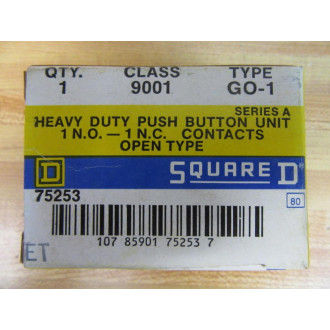 QTY. CLASS TYPE
1 9001 GO-1
SERIES A
HEAVY DUTY PUSH BUTTON UNIT
1 N.O. — 1 N.C. CONTACTS
OPEN TYPE
D SQUARE D
75253
80
107 85901 75253 7
ET